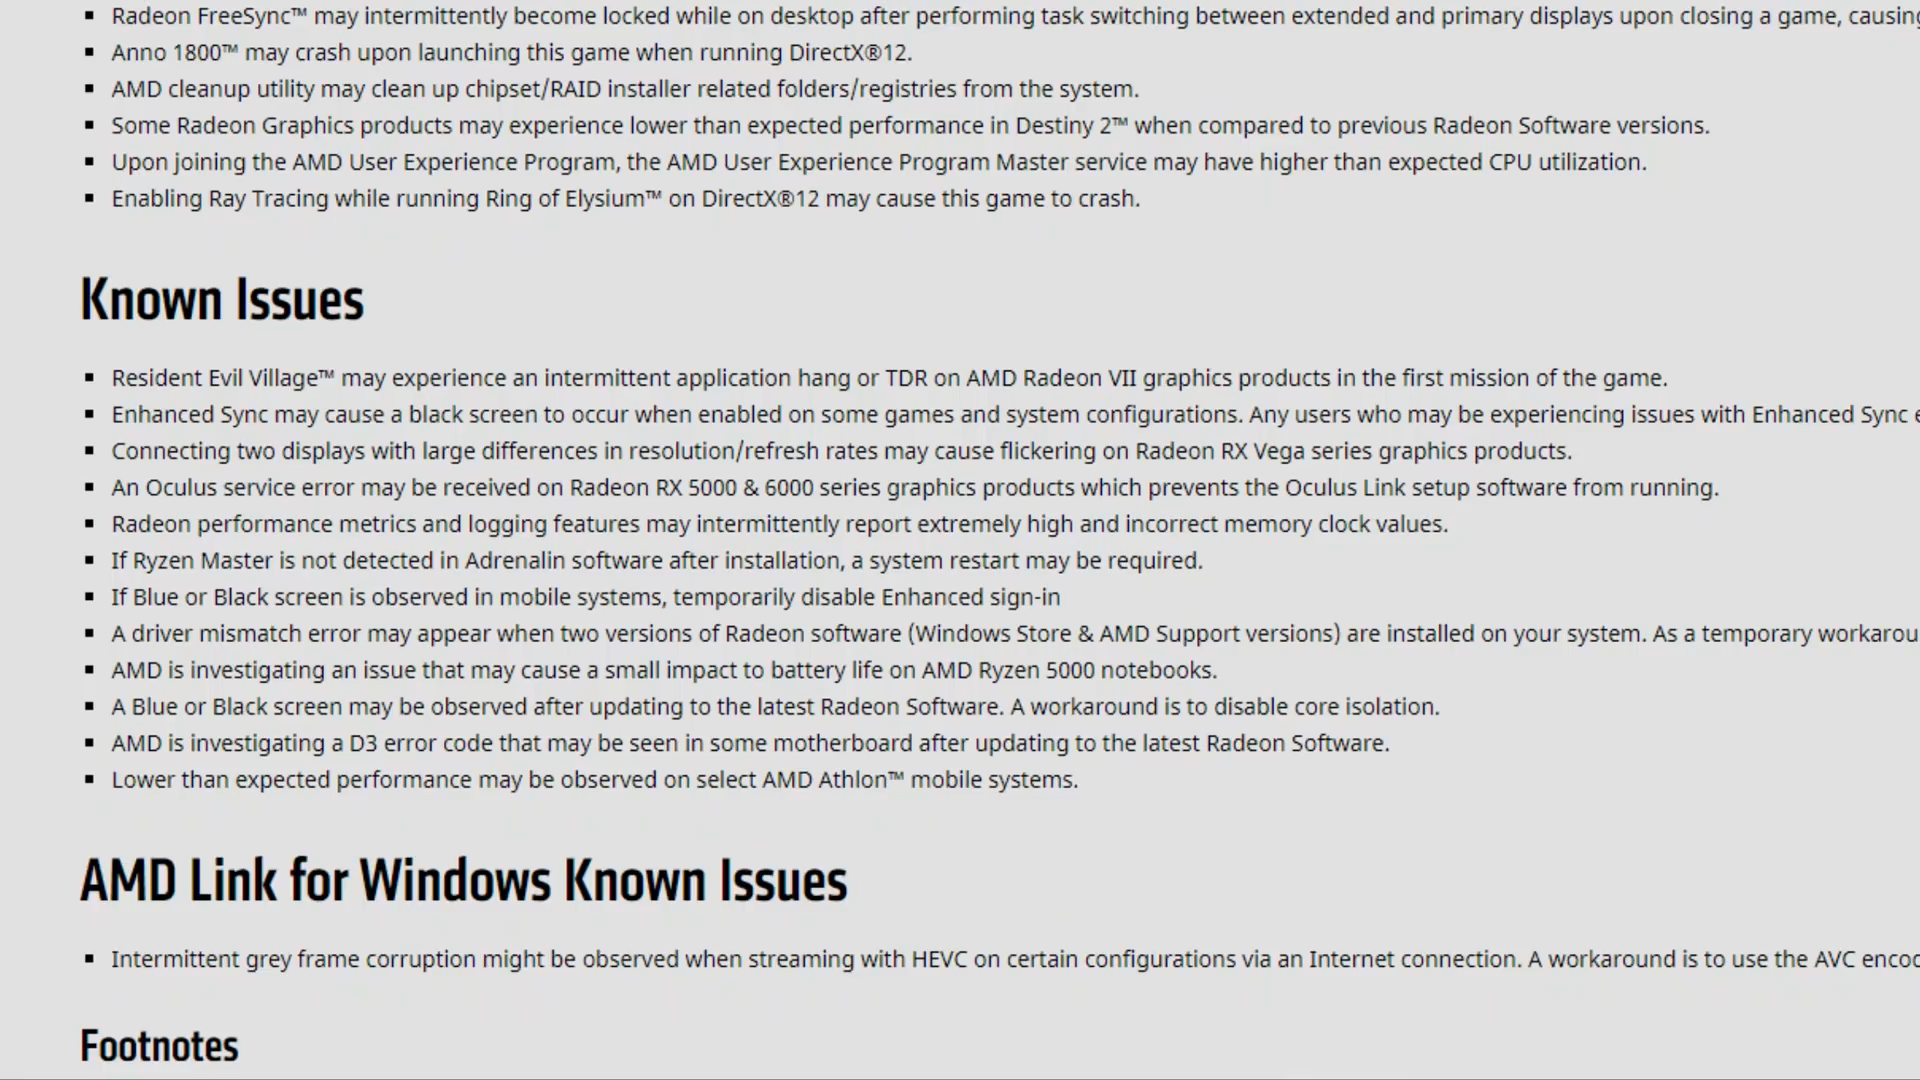 ▪ Radeon FreeSync™ may intermittently become locked while on desktop after performing task switching between extended and primary displays upon closing a game, causing
▪ Anno 1800™ may crash upon launching this game when running DirectX®12.
▪ AMD cleanup utility may clean up chipset/RAID installer related folders/registries from the system.
▪ Some Radeon Graphics products may experience lower than expected performance in Destiny 2™ when compared to previous Radeon Software versions.
▪ Upon joining the AMD User Experience Program, the AMD User Experience Program Master service may have higher than expected CPU utilization.
▪ Enabling Ray Tracing while running Ring of Elysium™ on DirectX®12 may cause this game to crash.
Known Issues
▪ Resident Evil Village™ may experience an intermittent application hang or TDR on AMD Radeon VII graphics products in the first mission of the game.
▪ Enhanced Sync may cause a black screen to occur when enabled on some games and system configurations. Any users who may be experiencing issues with Enhanced Sync
▪ Connecting two displays with large differences in resolution/refresh rates may cause flickering on Radeon RX Vega series graphics products.
▪ An Oculus service error may be received on Radeon RX 5000 & 6000 series graphics products which prevents the Oculus Link setup software from running.
▪ Radeon performance metrics and logging features may intermittently report extremely high and incorrect memory clock values.
▪ If Ryzen Master is not detected in Adrenalin software after installation, a system restart may be required.
▪ If Blue or Black screen is observed in mobile systems, temporarily disable Enhanced sign-in
▪ A driver mismatch error may appear when two versions of Radeon software (Windows Store & AMD Support versions) are installed on your system. As a temporary workarou
▪ AMD is investigating an issue that may cause a small impact to battery life on AMD Ryzen 5000 notebooks.
▪ A Blue or Black screen may be observed after updating to the latest Radeon Software. A workaround is to disable core isolation.
▪ AMD is investigating a D3 error code that may be seen in some motherboard after updating to the latest Radeon Software.
▪ Lower than expected performance may be observed on select AMD Athlon™ mobile systems.
AMD Link for Windows Known Issues
▪ Intermittent grey frame corruption might be observed when streaming with HEVC on certain configurations via an Internet connection. A workaround is to use the AVC enco
Footnotes